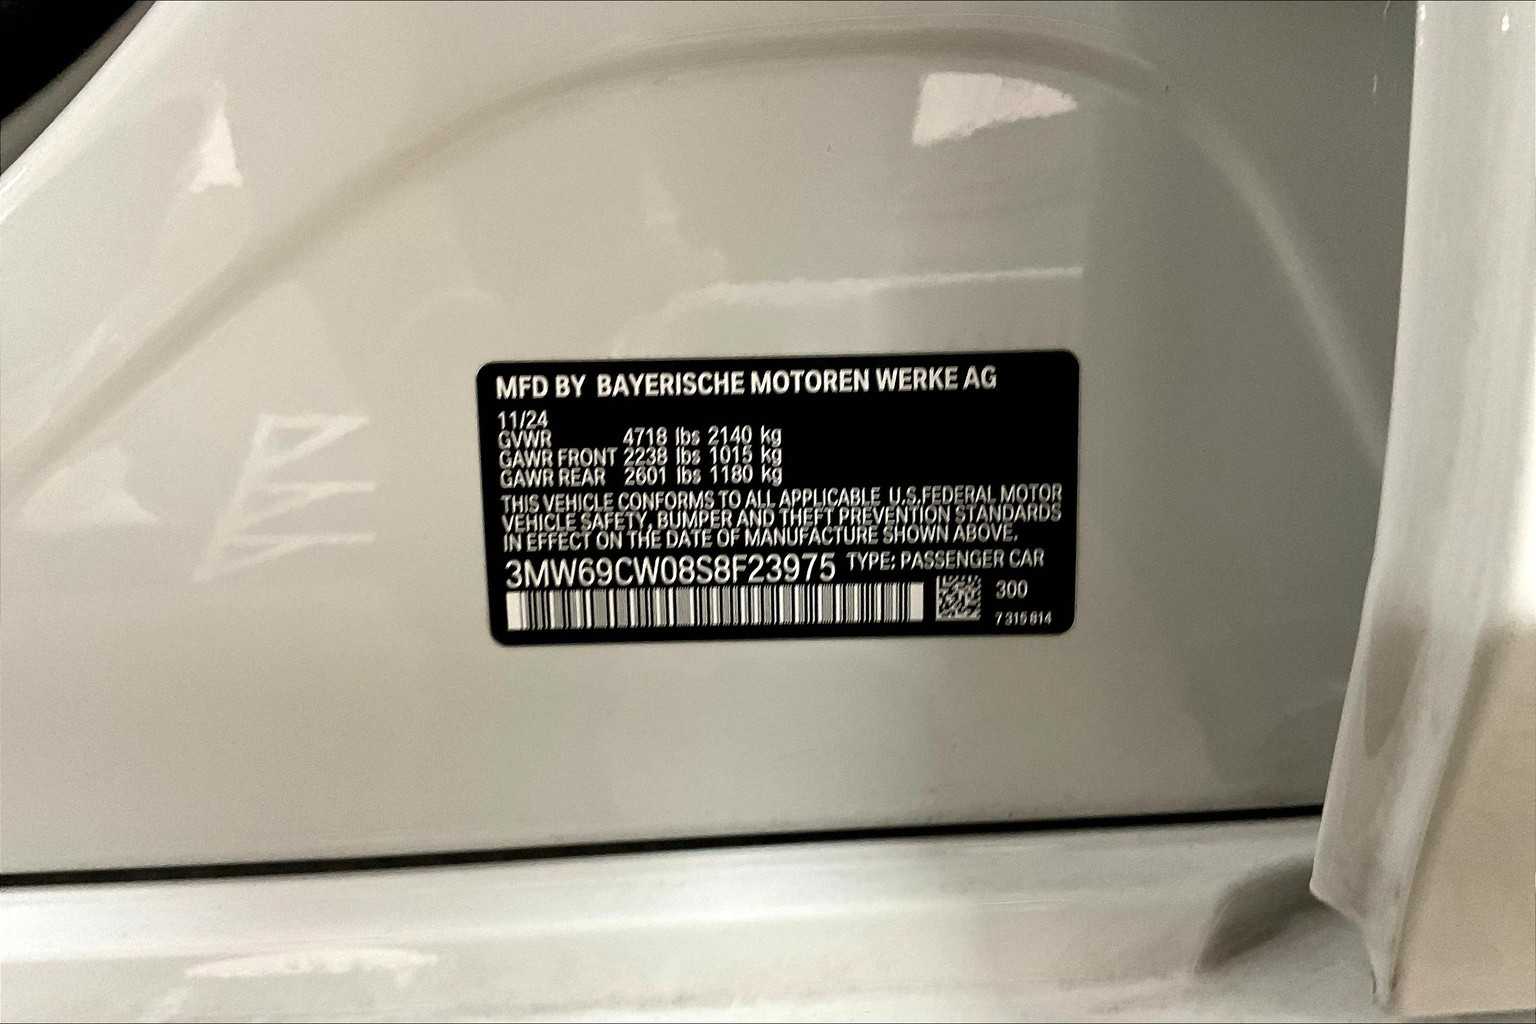 MFD BY BAYERISCHE MOTOREN WERKE AG
11/24
GVWR 4718 lbs 2140 kg
GAWR FRONT 2238 lbs 1015 kg
GAWR REAR 2601 lbs 1180 kg
THIS VEHICLE CONFORMS TO ALL APPLICABLE U.S.FEDERAL MOTOR
VEHICLE SAFETY, BUMPER AND THEFT PREVENTION STANDARDS
IN EFFECT ON THE DATE OF MANUFACTURE SHOWN ABOVE.
3MW69CW08S8F23975 TYPE: PASSENGER CAR
300
7 315 814